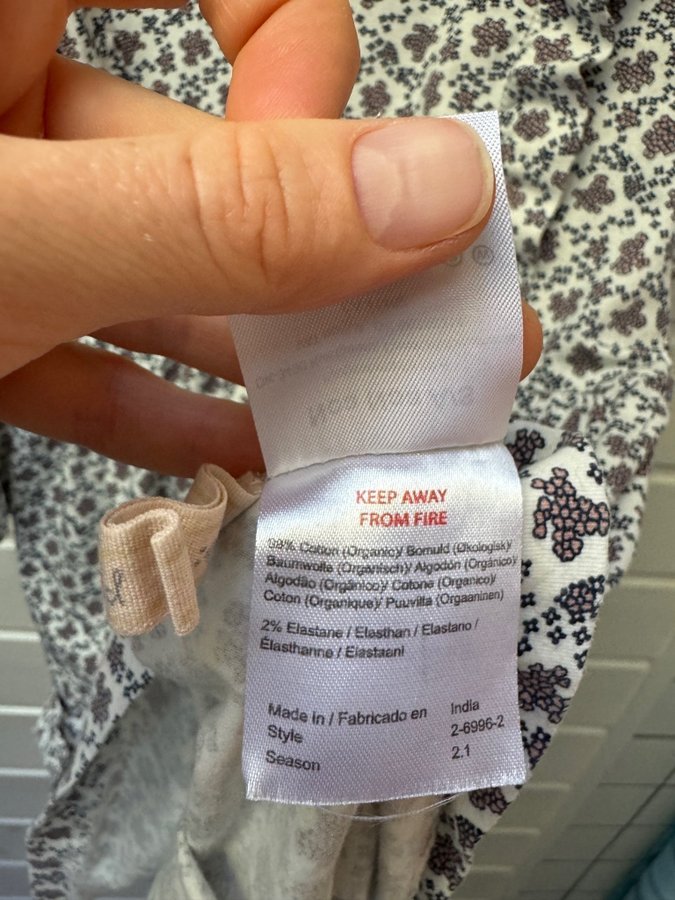 KEEP AWAY
FROM FIRE
98% Cotton (Organic)/ Bomuld (Økologisk)/
Baumwolle (Organisch)/ Algodón (Orgánico)/
Algodão (Orgânico)/ Cotone (Organico)/
Coton (Organique)/ Puuvilla (Orgaaninen)
2% Elastane / Elasthan / Elastano /
Élasthanne / Elastaani
Made in / Fabricado en India
Style 2-6996-2
Season 2.1